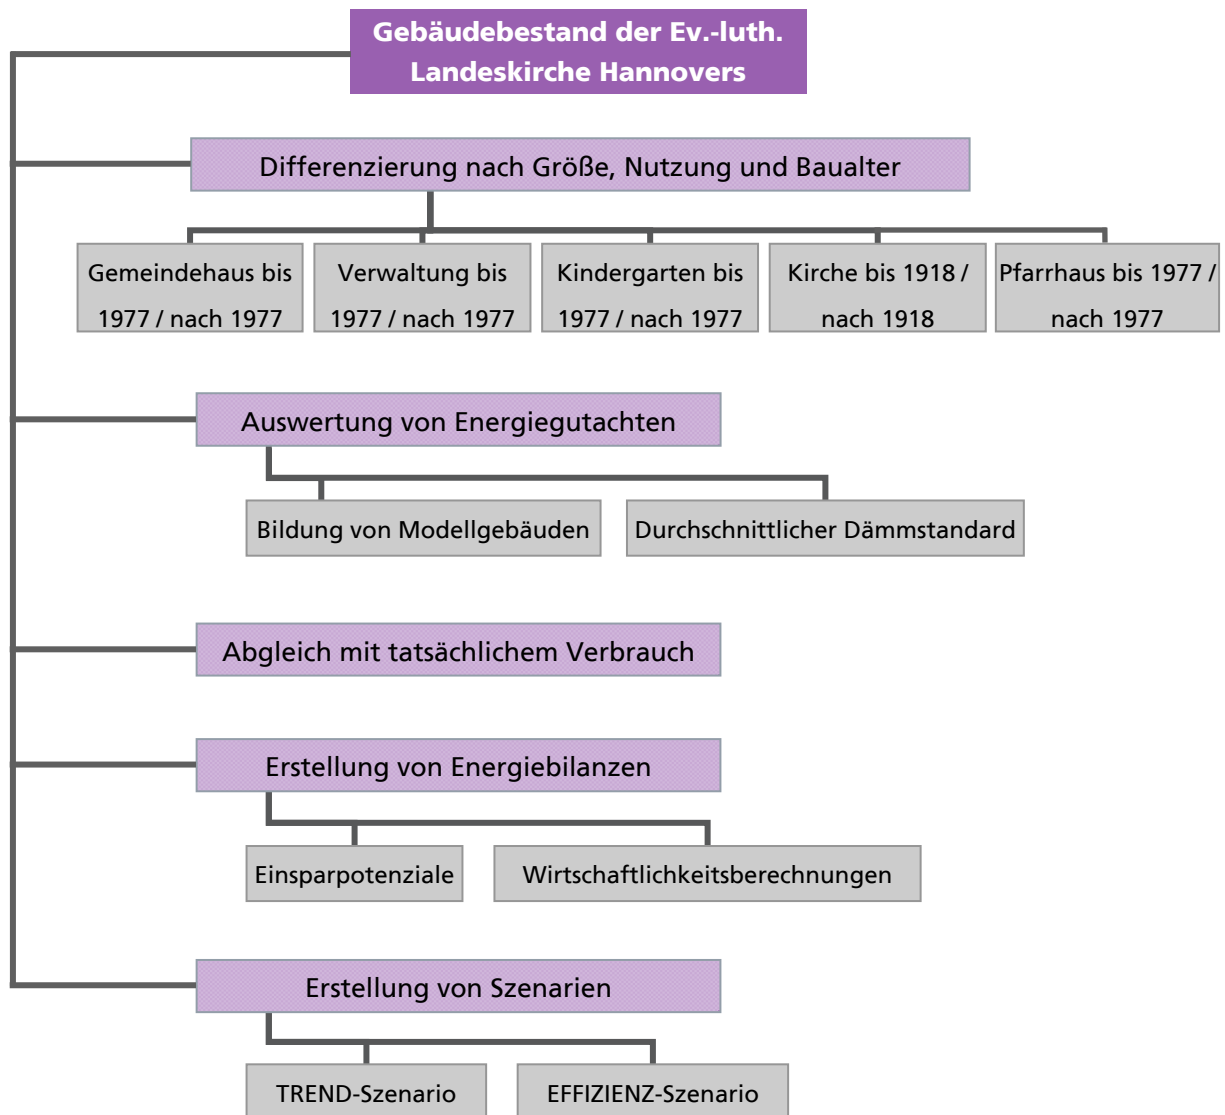 Gebäudebestand der Ev.-luth.
Landeskirche Hannovers
Differenzierung nach Größe, Nutzung und Baualter
Gemeindehaus bis
1977 / nach 1977
Verwaltung bis
1977 / nach 1977
Kindergarten bis
1977 / nach 1977
Kirche bis 1918 /
nach 1918
Pfarrhaus bis 1977 /
nach 1977
Auswertung von Energiegutachten
Bildung von Modellgebäuden
Durchschnittlicher Dämmstandard
Abgleich mit tatsächlichem Verbrauch
Erstellung von Energiebilanzen
Einsparpotenziale
Wirtschaftlichkeitsberechnungen
Erstellung von Szenarien
TREND-Szenario
EFFIZIENZ-Szenario